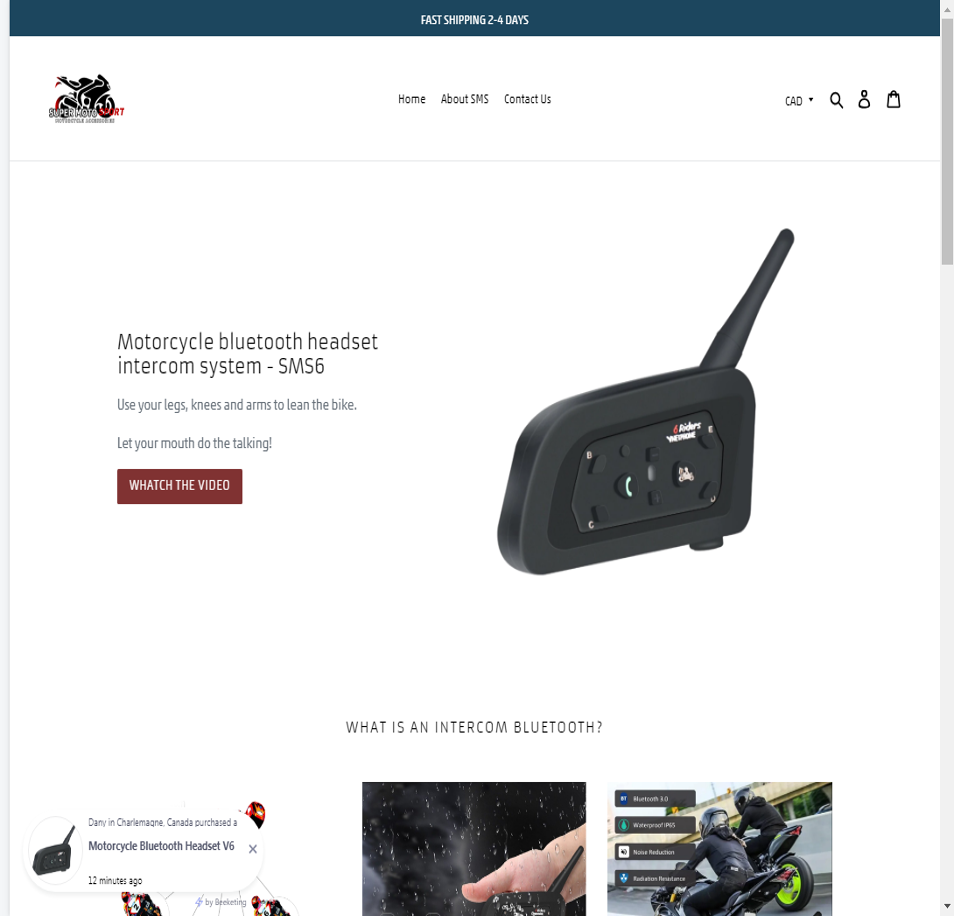 FAST SHIPPING 2-4 DAYS
SUPER MOTO SPORT
MOTORCYCLE ACCESSORIES
Home
About SMS
Contact Us
CAD
Motorcycle bluetooth headset
intercom system - SMS6
Use your legs, knees and arms to lean the bike.
Let your mouth do the talking!
WHATCH THE VIDEO
6 Riders
VNETPHONE
B
E
C
WHAT IS AN INTERCOM BLUETOOTH?
Dany in Charlemagne, Canada purchased a
Motorcycle Bluetooth Headset V6
12 minutes ago
by Beeketing
BT Bluetooth 3.0
Waterproof IP65
Noise Reduction
Radiation Resistance